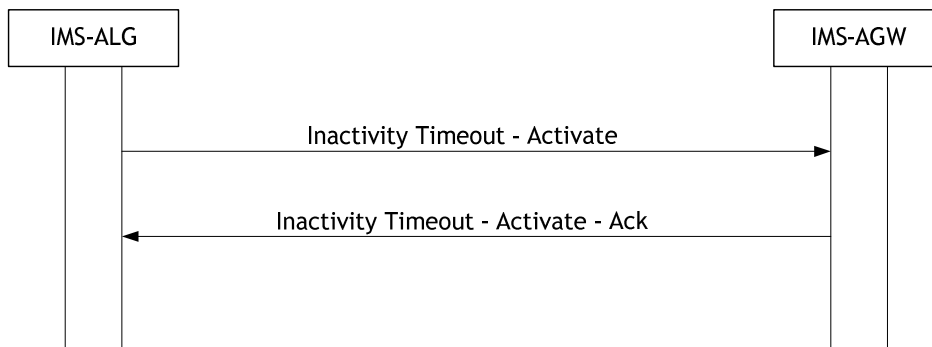 IMS-ALG
IMS-AGW
Inactivity Timeout - Activate
Inactivity Timeout - Activate - Ack